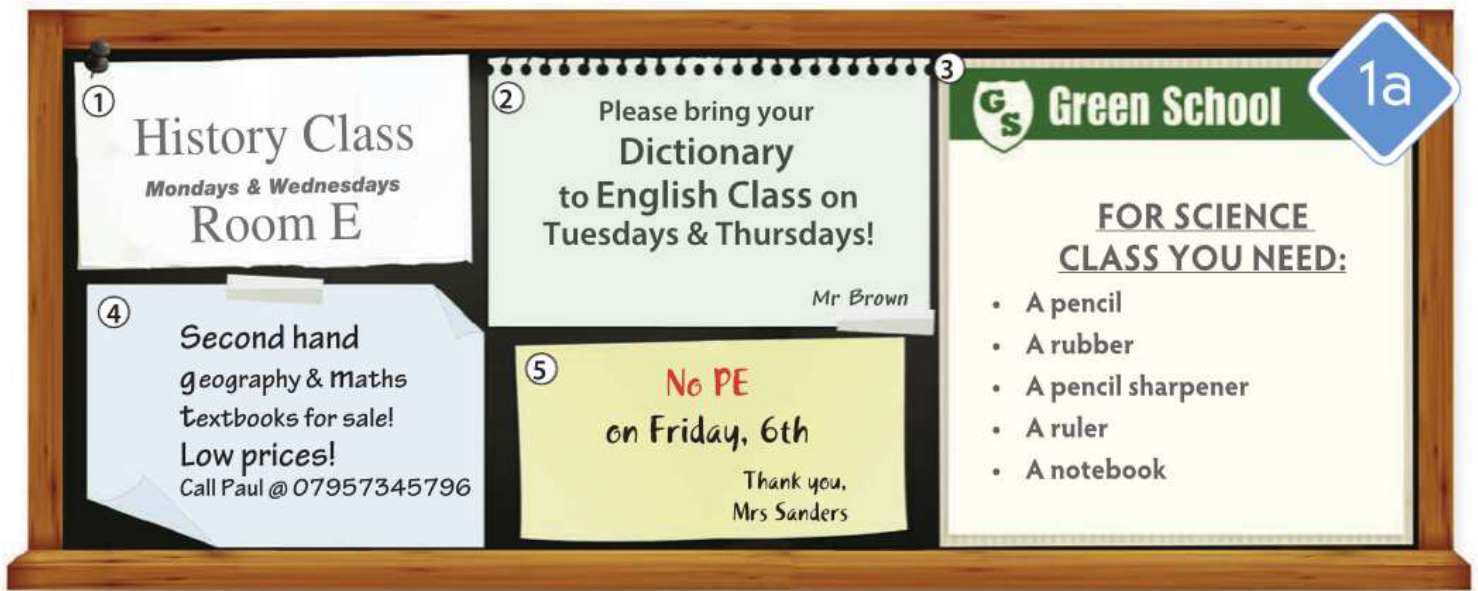 ①
History Class
Mondays & Wednesdays
Room E
②
Please bring your
Dictionary
to English Class on
Tuesdays & Thursdays!
Mr Brown
③
GS Green School
1a
FOR SCIENCE
CLASS YOU NEED:
• A pencil
• A rubber
• A pencil sharpener
• A ruler
• A notebook
④
Second hand
geography & maths
textbooks for sale!
Low prices!
Call Paul @ 07957345796
⑤
No PE
on Friday, 6th
Thank you,
Mrs Sanders